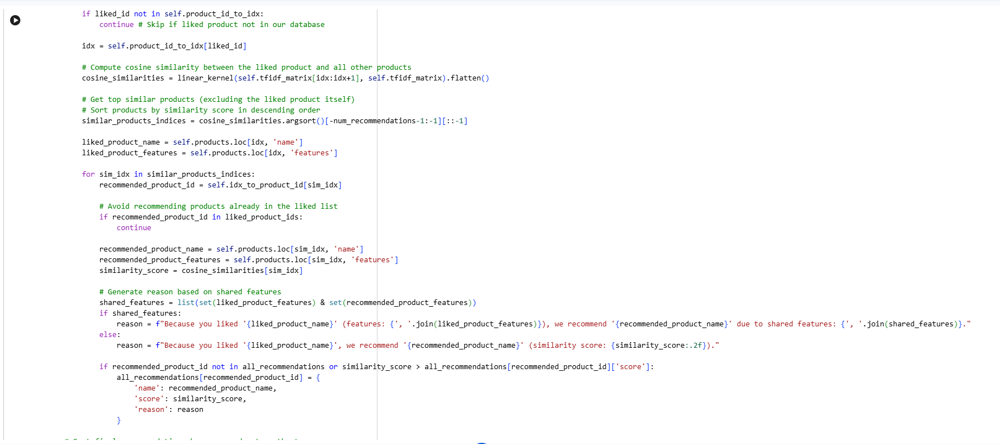 if liked_id not in self.product_id_to_idx:
continue # Skip if liked product not in our database
idx = self.product_id_to_idx[liked_id]
# Compute cosine similarity between the liked product and all other products
cosine_similarities = linear_kernel(self.tfidf_matrix[idx:idx+1], self.tfidf_matrix).flatten()
# Get top similar products (excluding the liked product itself)
# Sort products by similarity score in descending order
similar_products_indices = cosine_similarities.argsort()[-num_recommendations-1:-1][::-1]
liked_product_name = self.products.loc[idx, 'name']
liked_product_features = self.products.loc[idx, 'features']
for sim_idx in similar_products_indices:
recommended_product_id = self.idx_to_product_id[sim_idx]
# Avoid recommending products already in the liked list
if recommended_product_id in liked_product_ids:
continue
recommended_product_name = self.products.loc[sim_idx, 'name']
recommended_product_features = self.products.loc[sim_idx, 'features']
similarity_score = cosine_similarities[sim_idx]
# Generate reason based on shared features
shared_features = list(set(liked_product_features) & set(recommended_product_features))
if shared_features:
reason = f"Because you liked '{liked_product_name}' (features: {', '.join(liked_product_features)}), we recommend '{recommended_product_name}' due to shared features: {', '.join(shared_features)}."
else:
reason = f"Because you liked '{liked_product_name}', we recommend '{recommended_product_name}' (similarity score: {similarity_score:.2f})."
if recommended_product_id not in all_recommendations or similarity_score > all_recommendations[recommended_product_id]['score']:
all_recommendations[recommended_product_id] = {
'name': recommended_product_name,
'score': similarity_score,
'reason': reason
}